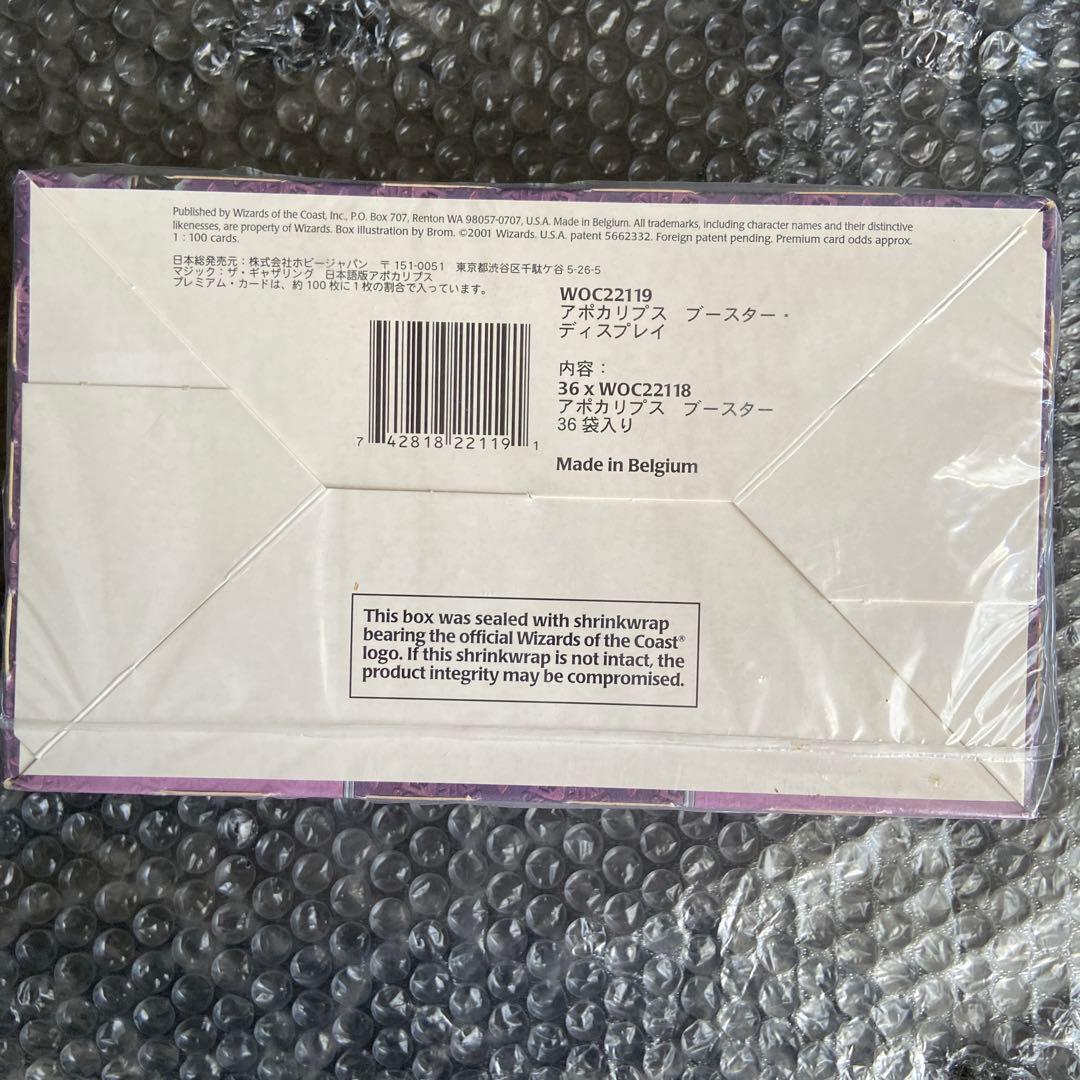 Published by Wizards of the Coast, Inc., P.O. Box 707, Renton WA 98057-0707, U.S.A. Made in Belgium. All trademarks, including character names and their distinctive
likenesses, are property of Wizards. Box illustration by Brom. ©2001 Wizards. U.S.A. patent 5662332. Foreign patent pending. Premium card odds approx.
1 : 100 cards.
日本総発売元：株式会社ホビージャパン 〒 151-0051 東京都渋谷区千駄ケ谷 5-26-5
マジック：ザ・ギャザリング 日本語版アポカリプス
プレミアム・カードは、約 100 枚に 1 枚の割合で入っています。
WOC22119
アポカリプス ブースター・
ディスプレイ
内容：
36 x WOC22118
アポカリプス ブースター
36 袋入り
7 42818 22119 1
Made in Belgium
This box was sealed with shrinkwrap
bearing the official Wizards of the Coast®
logo. If this shrinkwrap is not intact, the
product integrity may be compromised.